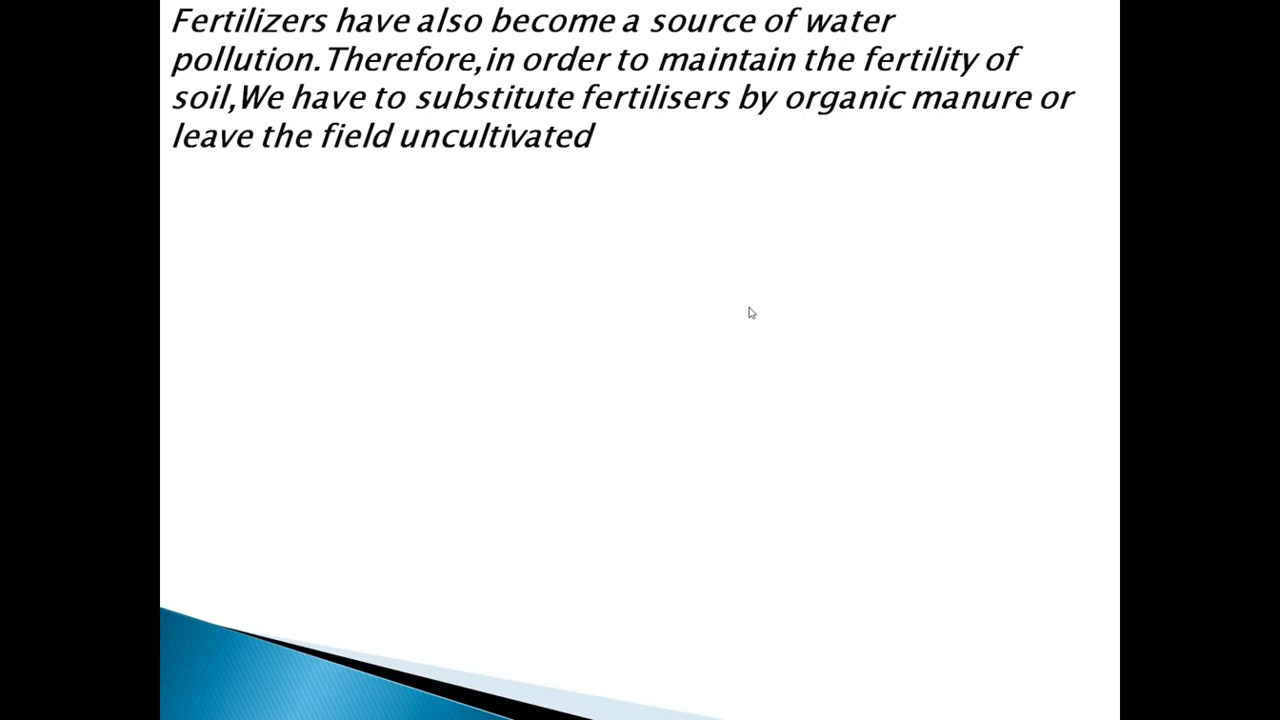 Fertilizers have also become a source of water
pollution.Therefore,in order to maintain the fertility of
soil,We have to substitute fertilisers by organic manure or
leave the field uncultivated